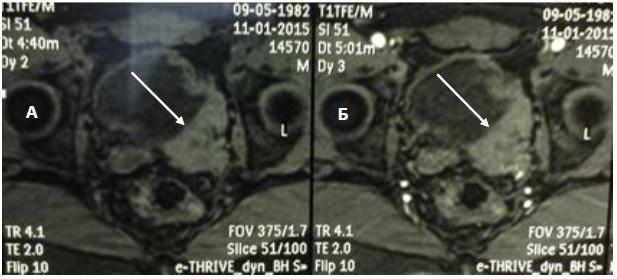 T1TFE/M
09-05-1982
Sl 51
11-01-2015
Dt 4:40m
14570
Dy 2
M
А
L
TR 4.1
FOV 375/1.7
TE 2.0
Slice 51/100
Flip 10
e-THRIVE_dyn_BH S»
T1TFE/M
09-05-198
Sl 51
11-01-2015
Dt 5:01m
14570
Dy 3
M
Б
L
TR 4.1
FOV 375/1.7
TE 2.0
Slice 51/100
Flip 10
e-THRIVE_dyn_BH S»